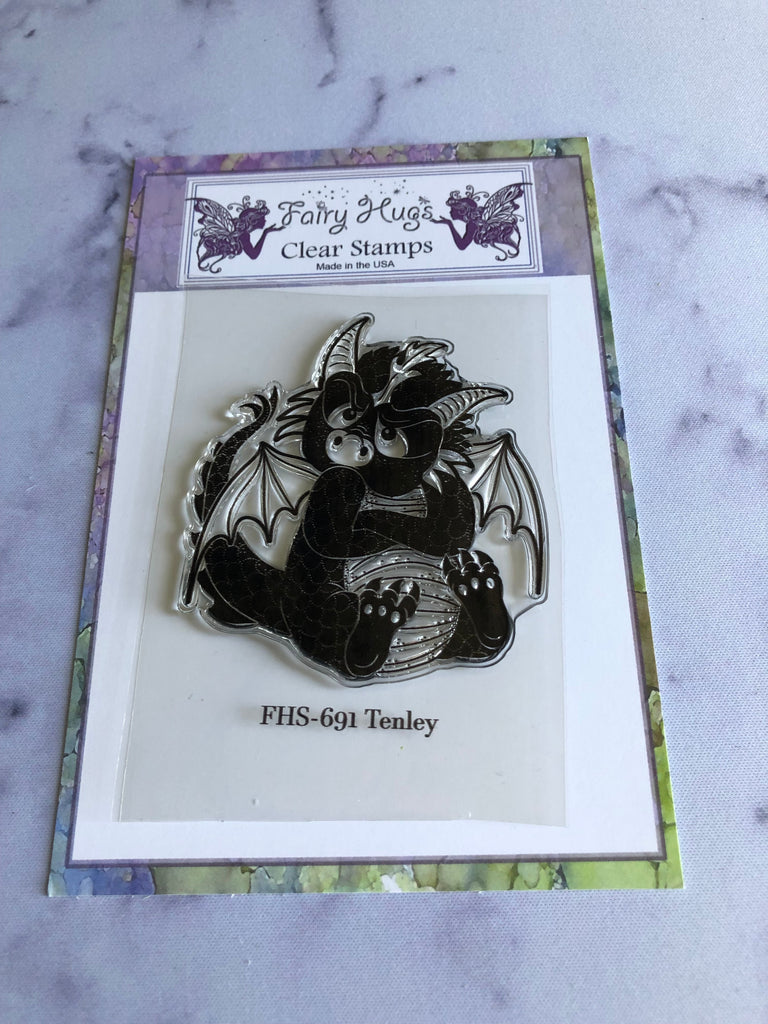 Fairy Hugs
Clear Stamps
Made in the USA
FHS-691 Tenley